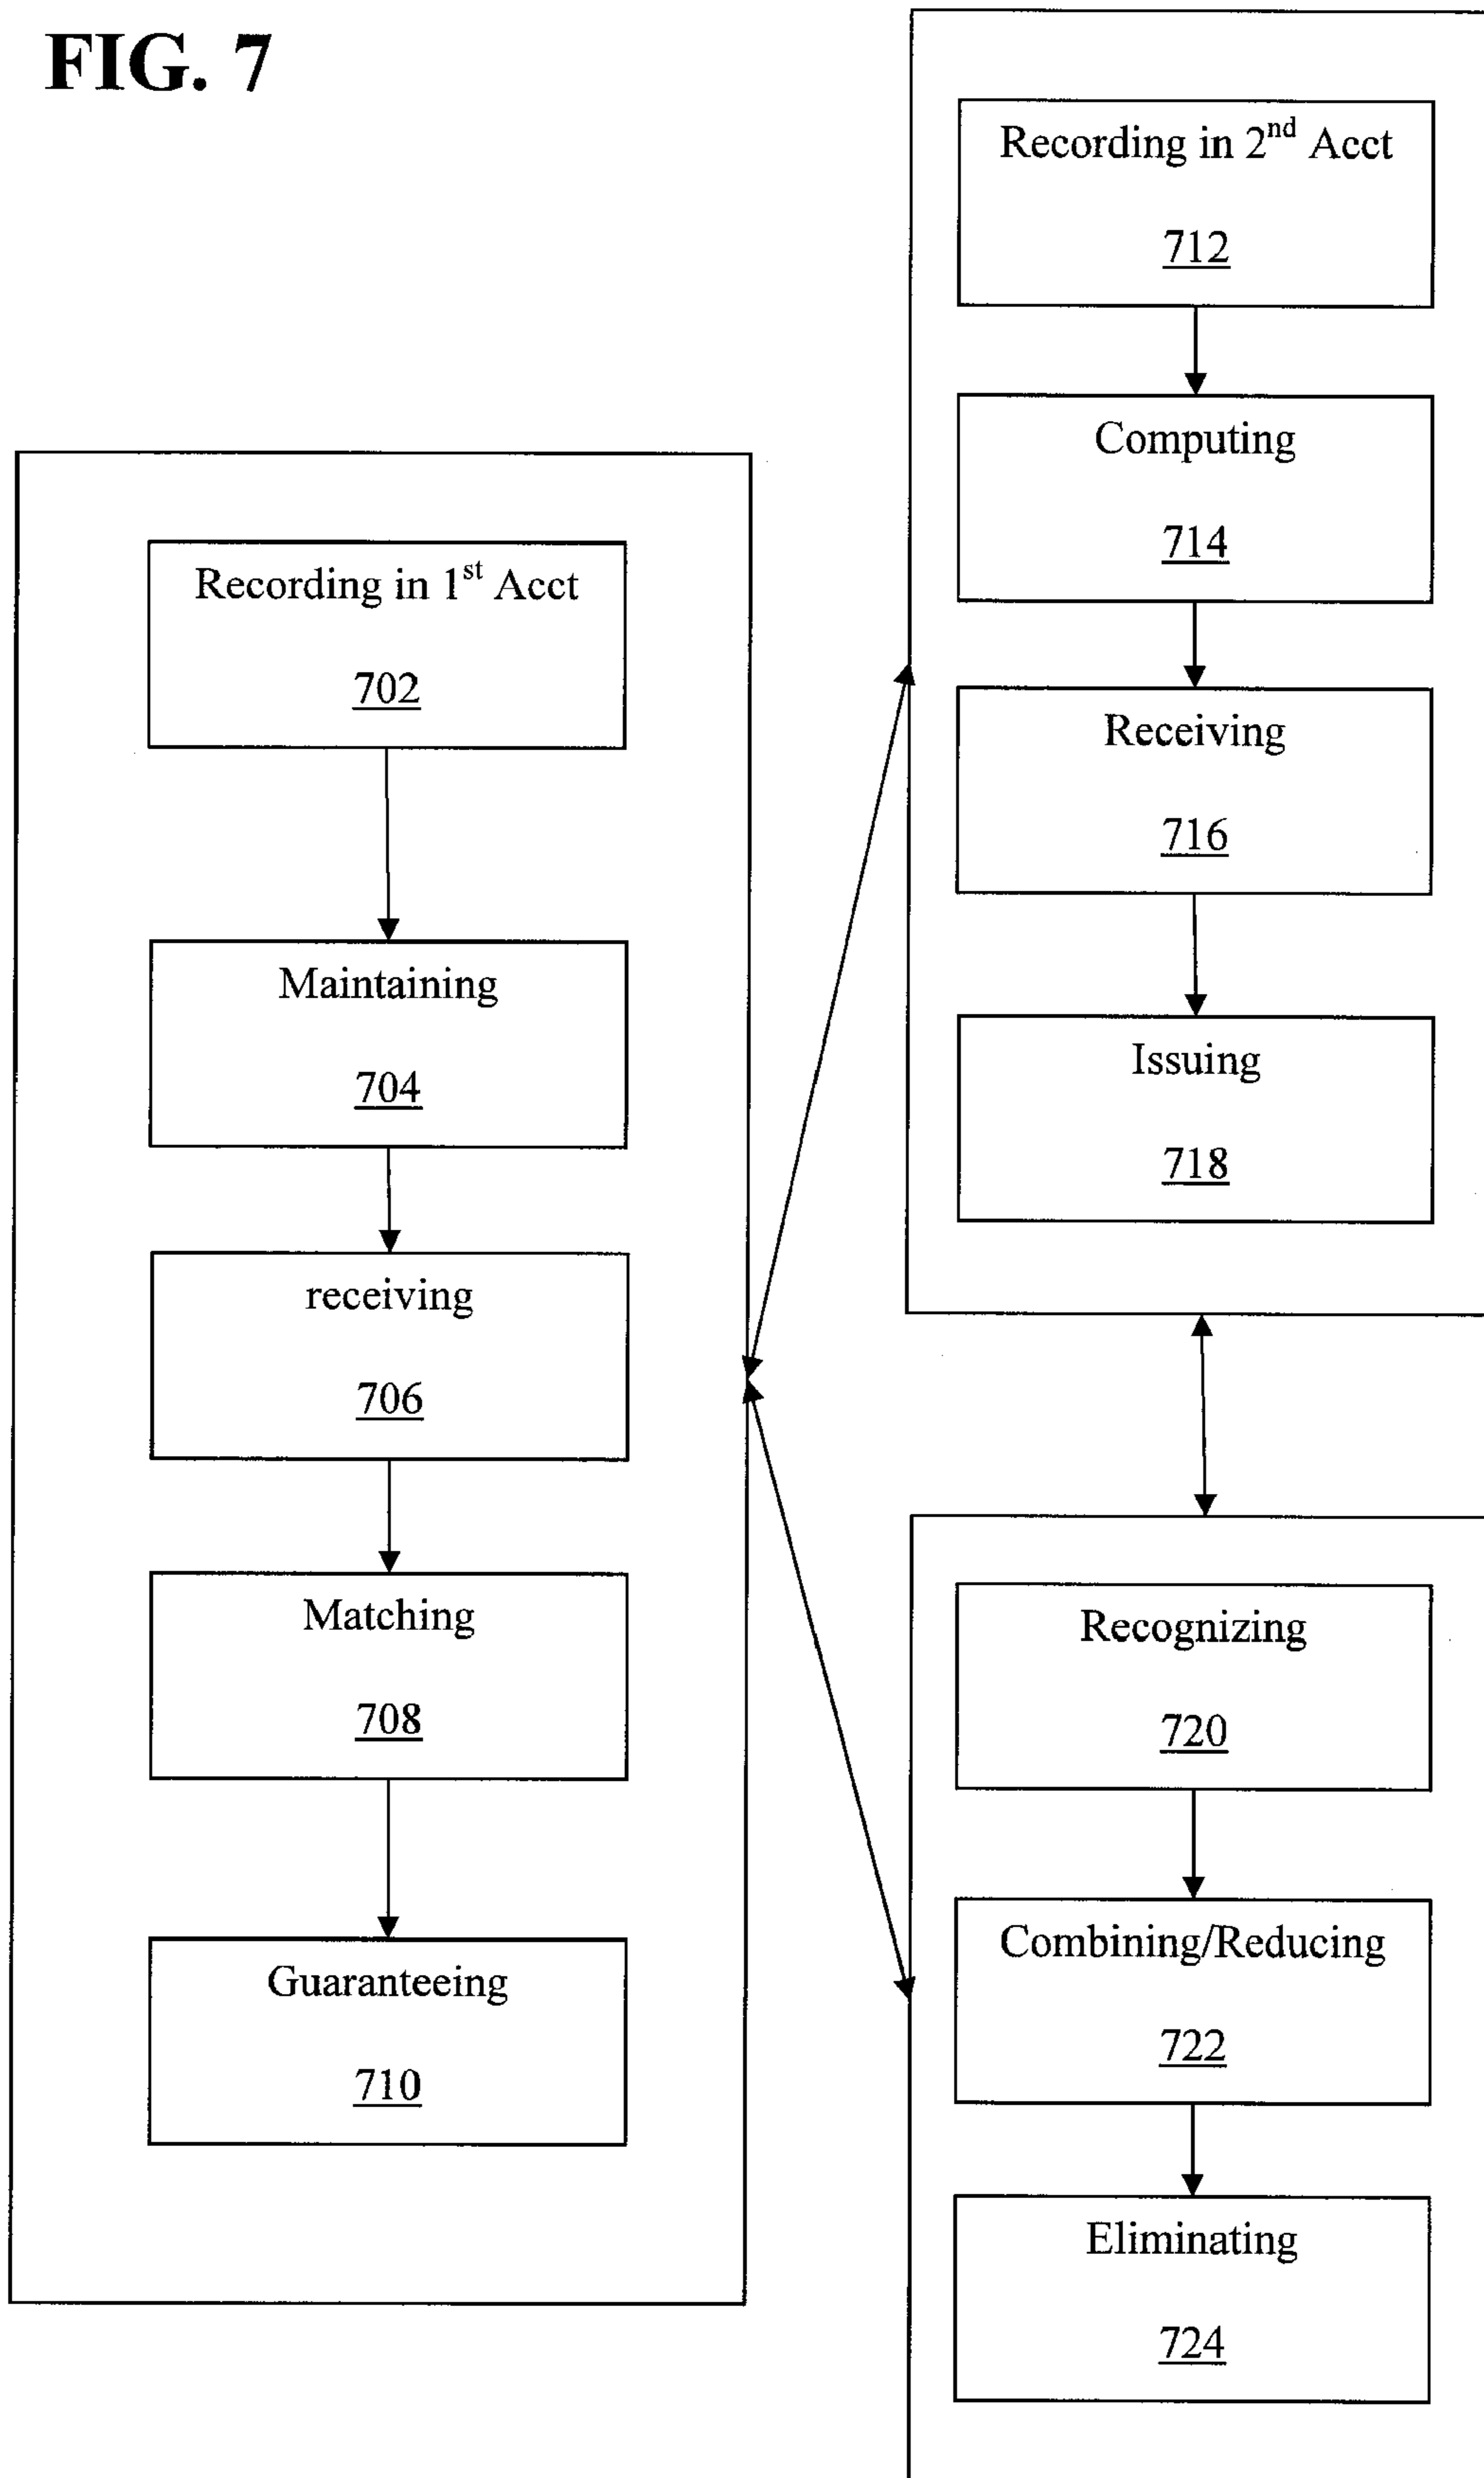 FIG. 7
Recording in 1st Acct
702
Maintaining
704
receiving
706
Matching
708
Guaranteeing
710
Recording in 2nd Acct
712
Computing
714
Receiving
716
Issuing
718
Recognizing
720
Combining/Reducing
722
Eliminating
724